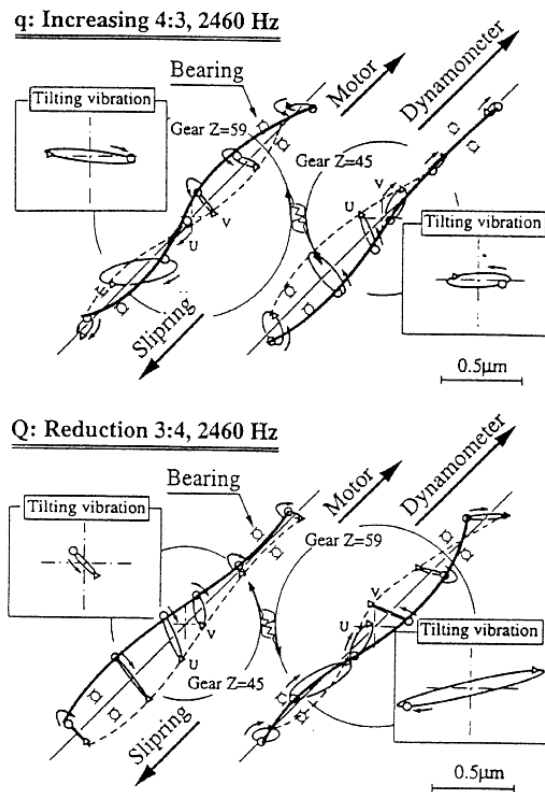 q: Increasing 4:3, 2460 Hz
Bearing
Motor
Dynamometer
Tilting vibration
Gear Z=59
Gear Z=45
V
U
V
U
Tilting vibration
Slipring
0.5μm
Q: Reduction 3:4, 2460 Hz
Bearing
Motor
Dynamometer
Tilting vibration
Gear Z=59
V
U
V
U
Tilting vibration
Gear Z=45
Slipring
0.5μm